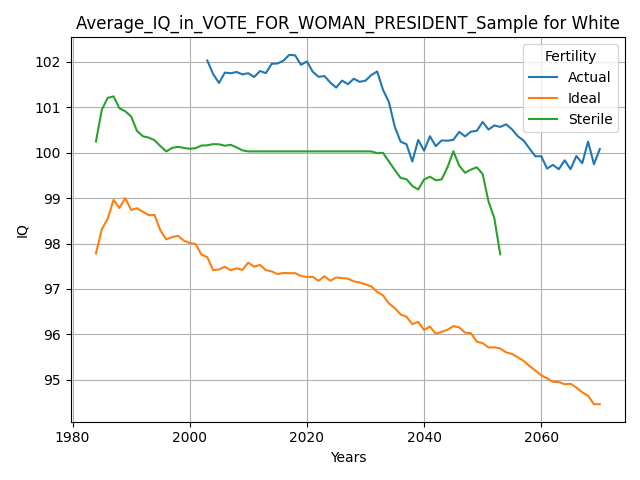 Average_IQ_in_VOTE_FOR_WOMAN_PRESIDENT_Sample for White
Fertility
Actual
Ideal
Sterile
IQ
102
101
100
99
98
97
96
95
1980
2000
2020
2040
2060
Years